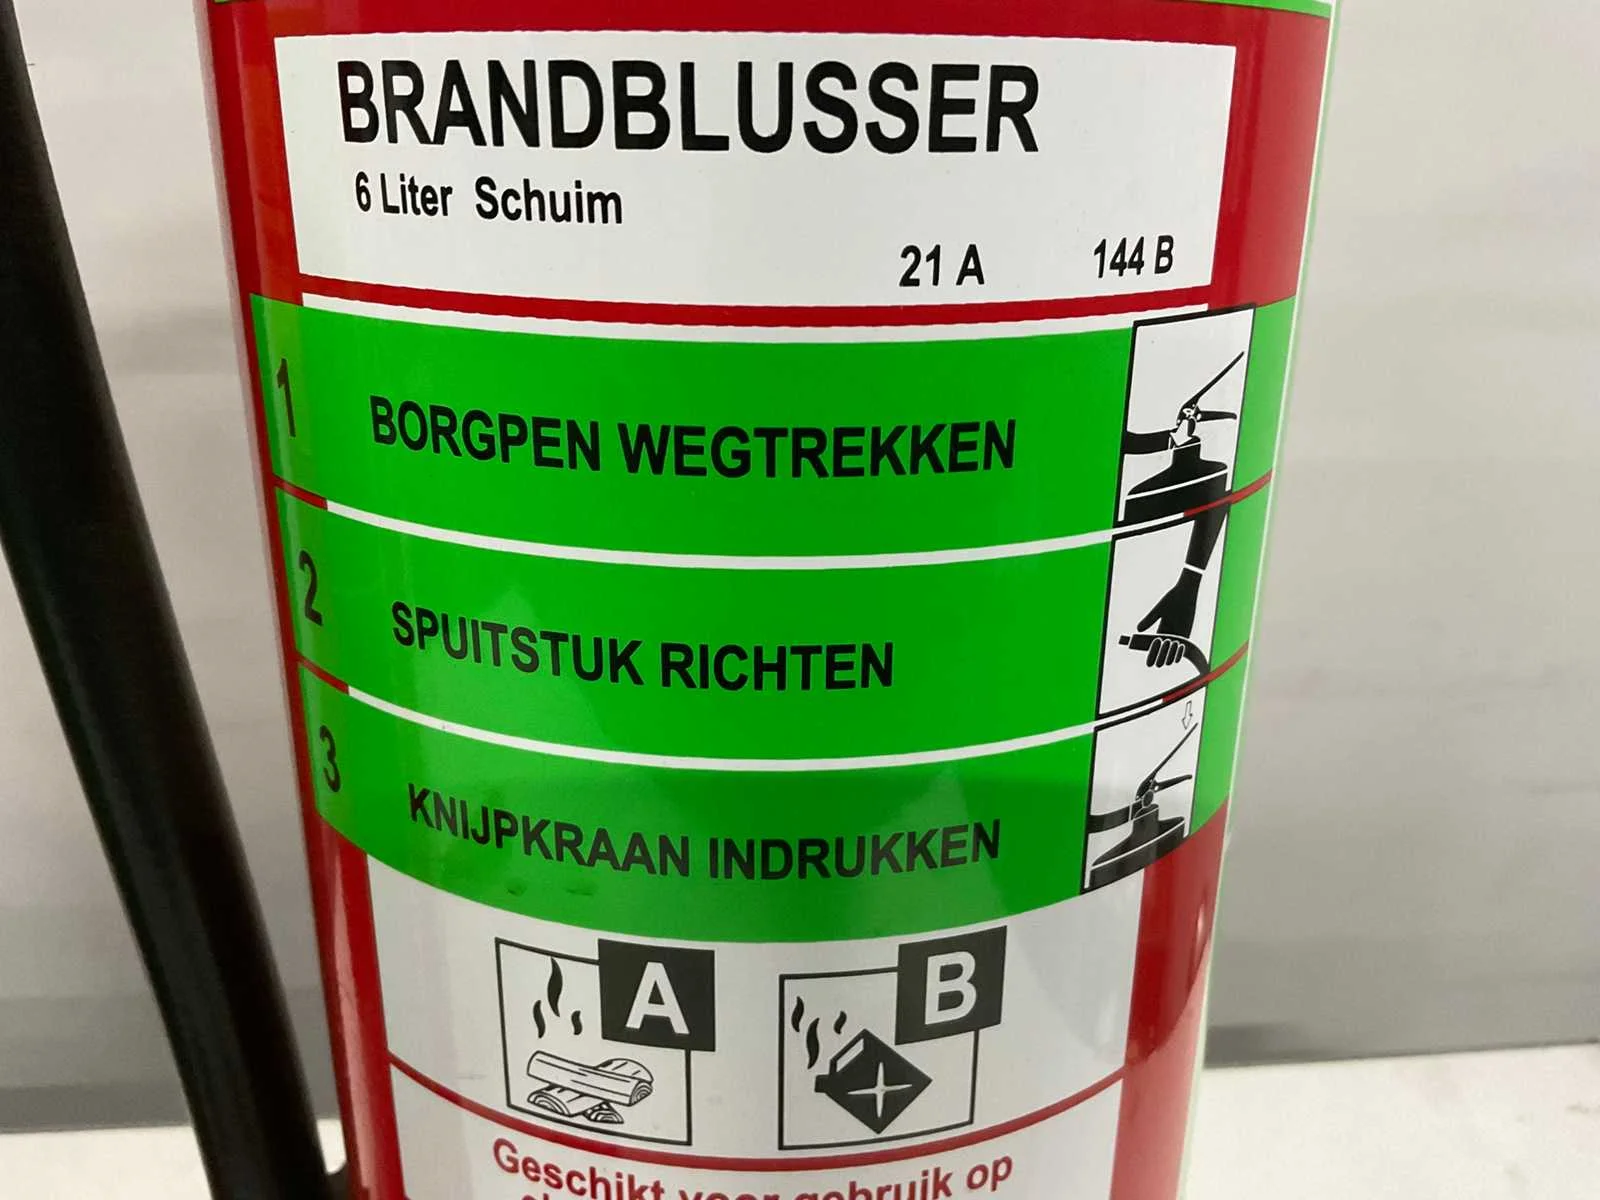 BRANDBLUSSER
6 Liter Schuim
21 A 144 B
1 BORGPEN WEGTREKKEN
2 SPUITSTUK RICHTEN
3 KNIJPKRAAN INDRUKKEN
A B
Geschikt voor gebruik op